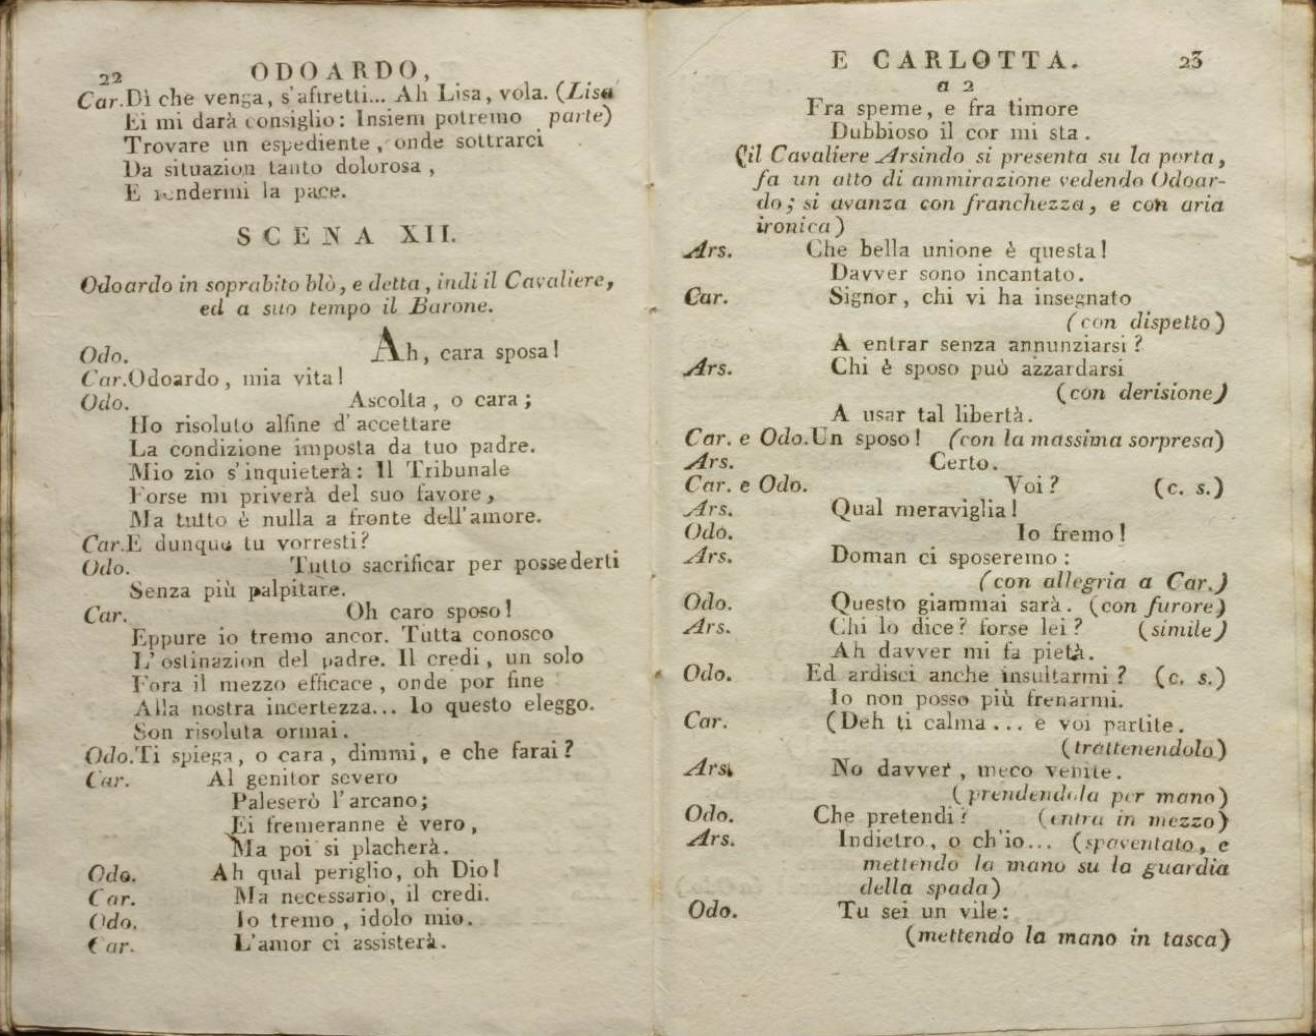 22
ODOARDO,
Car. Di che venga, s'affretti... Ah Lisa, vola. (Lisa
Ei mi darà consiglio: Insiem potremo parte)
Trovare un espediente, onde sottrarci
Da situazion tanto dolorosa,
E rendermi la pace.
SCENA XII.
Odoardo in soprabito blò, e detta, indi il Cavaliere,
ed a suo tempo il Barone.
Odo. Ah, cara sposa!
Car. Odoardo, mia vita!
Odo. Ascolta, o cara;
Ho risoluto alfine d'accettare
La condizione imposta da tuo padre.
Mio zio s'inquieterà: Il Tribunale
Forse mi priverà del suo favore,
Ma tutto è nulla a fronte dell'amore.
Car. E dunque tu vorresti?
Odo. Tutto sacrificar per possederti
Senza più palpitare.
Car. Oh caro sposo!
Eppure io tremo ancor. Tutta conosco
L'ostinazion del padre. Il credi, un solo
Fora il mezzo efficace, onde por fine
Alla nostra incertezza... Io questo eleggo.
Son risoluta ormai.
Odo. Ti spiega, o cara, dimmi, e che farai?
Car. Al genitor severo
Paleserò l'arcano;
Ei fremeranne è vero,
Ma poi si placherà.
Odo. Ah qual periglio, oh Dio!
Car. Ma necessario, il credi.
Odo. Io tremo, idolo mio.
Car. L'amor ci assisterà.
E CARLOTTA. 23
a 2
Fra speme, e fra timore
Dubbioso il cor mi sta.
(il Cavaliere Arsindo si presenta su la porta,
fa un atto di ammirazione vedendo Odoar-
do; si avanza con franchezza, e con aria
ironica)
Ars. Che bella unione è questa!
Davver sono incantato.
Car. Signor, chi vi ha insegnato
(con dispetto)
A entrar senza annunziarsi?
Ars. Chi è sposo può azzardarsi
(con derisione)
A usar tal libertà.
Car. e Odo. Un sposo! (con la massima sorpresa)
Ars. Certo.
Car. e Odo. Voi? (c. s.)
Ars. Qual meraviglia!
Odo. Io fremo!
Ars. Doman ci sposeremo:
(con allegria a Car.)
Odo. Questo giammai sarà. (con furore)
Ars. Chi lo dice? forse lei? (simile)
Ah davver mi fa pietà.
Odo. Ed ardisci anche insultarmi? (c. s.)
Io non posso più frenarmi.
Car. (Deh ti calma... e voi partite.
(trattenendolo)
Ars. No davver, meco venite.
(prendendola per mano)
Odo. Che pretendi? (entra in mezzo)
Ars. Indietro, o ch'io... (spaventato, e
mettendo la mano su la guardia
della spada)
Odo. Tu sei un vile:
(mettendo la mano in tasca)